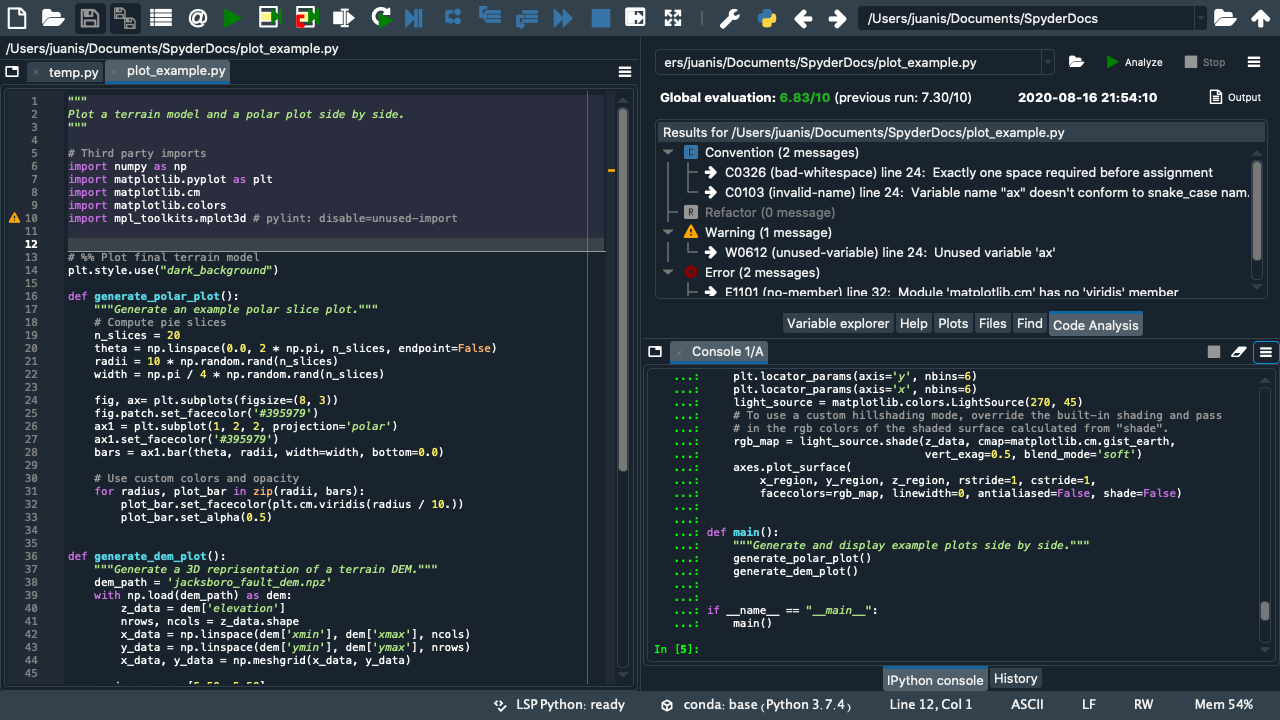 /Users/juanis/Documents/SpyderDocs
/Users/juanis/Documents/SpyderDocs/plot_example.py
temp.py
plot_example.py
1 """
2 Plot a terrain model and a polar plot side by side.
3 """
4
5 # Third party imports
6 import numpy as np
7 import matplotlib.pyplot as plt
8 import matplotlib.cm
9 import matplotlib.colors
10 import mpl_toolkits.mplot3d # pylint: disable=unused-import
11
12
13 # %% Plot final terrain model
14 plt.style.use("dark_background")
15
16 def generate_polar_plot():
17 """Generate an example polar slice plot."""
18 # Compute pie slices
19 n_slices = 20
20 theta = np.linspace(0.0, 2 * np.pi, n_slices, endpoint=False)
21 radii = 10 * np.random.rand(n_slices)
22 width = np.pi / 4 * np.random.rand(n_slices)
23
24 fig, ax= plt.subplots(figsize=(8, 3))
25 fig.patch.set_facecolor('#395979')
26 ax1 = plt.subplot(1, 2, 2, projection='polar')
27 ax1.set_facecolor('#395979')
28 bars = ax1.bar(theta, radii, width=width, bottom=0.0)
29
30 # Use custom colors and opacity
31 for radius, plot_bar in zip(radii, bars):
32 plot_bar.set_facecolor(plt.cm.viridis(radius / 10.))
33 plot_bar.set_alpha(0.5)
34
35
36 def generate_dem_plot():
37 """Generate a 3D reprisentation of a terrain DEM."""
38 dem_path = 'jacksboro_fault_dem.npz'
39 with np.load(dem_path) as dem:
40 z_data = dem['elevation']
41 nrows, ncols = z_data.shape
42 x_data = np.linspace(dem['xmin'], dem['xmax'], ncols)
43 y_data = np.linspace(dem['ymin'], dem['ymax'], nrows)
44 x_data, y_data = np.meshgrid(x_data, y_data)
45
ers/juanis/Documents/SpyderDocs/plot_example.py
Analyze
Stop
Global evaluation: 6.83/10 (previous run: 7.30/10)
2020-08-16 21:54:10
Output
Results for /Users/juanis/Documents/SpyderDocs/plot_example.py
C Convention (2 messages)
C0326 (bad-whitespace) line 24: Exactly one space required before assignment
C0103 (invalid-name) line 24: Variable name "ax" doesn't conform to snake_case nam.
R Refactor (0 message)
Warning (1 message)
W0612 (unused-variable) line 24: Unused variable 'ax'
Error (2 messages)
E1101 (no-member) line 32: Module 'matplotlib.cm' has no 'viridis' member
Variable explorer
Help
Plots
Files
Find
Code Analysis
Console 1/A
...: plt.locator_params(axis='y', nbins=6)
...: plt.locator_params(axis='x', nbins=6)
...: light_source = matplotlib.colors.LightSource(270, 45)
...: # To use a custom hillshading mode, override the built-in shading and pass
...: # in the rgb colors of the shaded surface calculated from "shade".
...: rgb_map = light_source.shade(z_data, cmap=matplotlib.cm.gist_earth,
...: vert_exag=0.5, blend_mode='soft')
...: axes.plot_surface(
...: x_region, y_region, z_region, rstride=1, cstride=1,
...: facecolors=rgb_map, linewidth=0, antialiased=False, shade=False)
...:
...:
...: def main():
...: """Generate and display example plots side by side."""
...: generate_polar_plot()
...: generate_dem_plot()
...:
...:
...: if __name__ == "__main__":
...: main()
In [5]:
IPython console
History
LSP Python: ready
conda: base (Python 3.7.4)
Line 12, Col 1
ASCII
LF
RW
Mem 54%